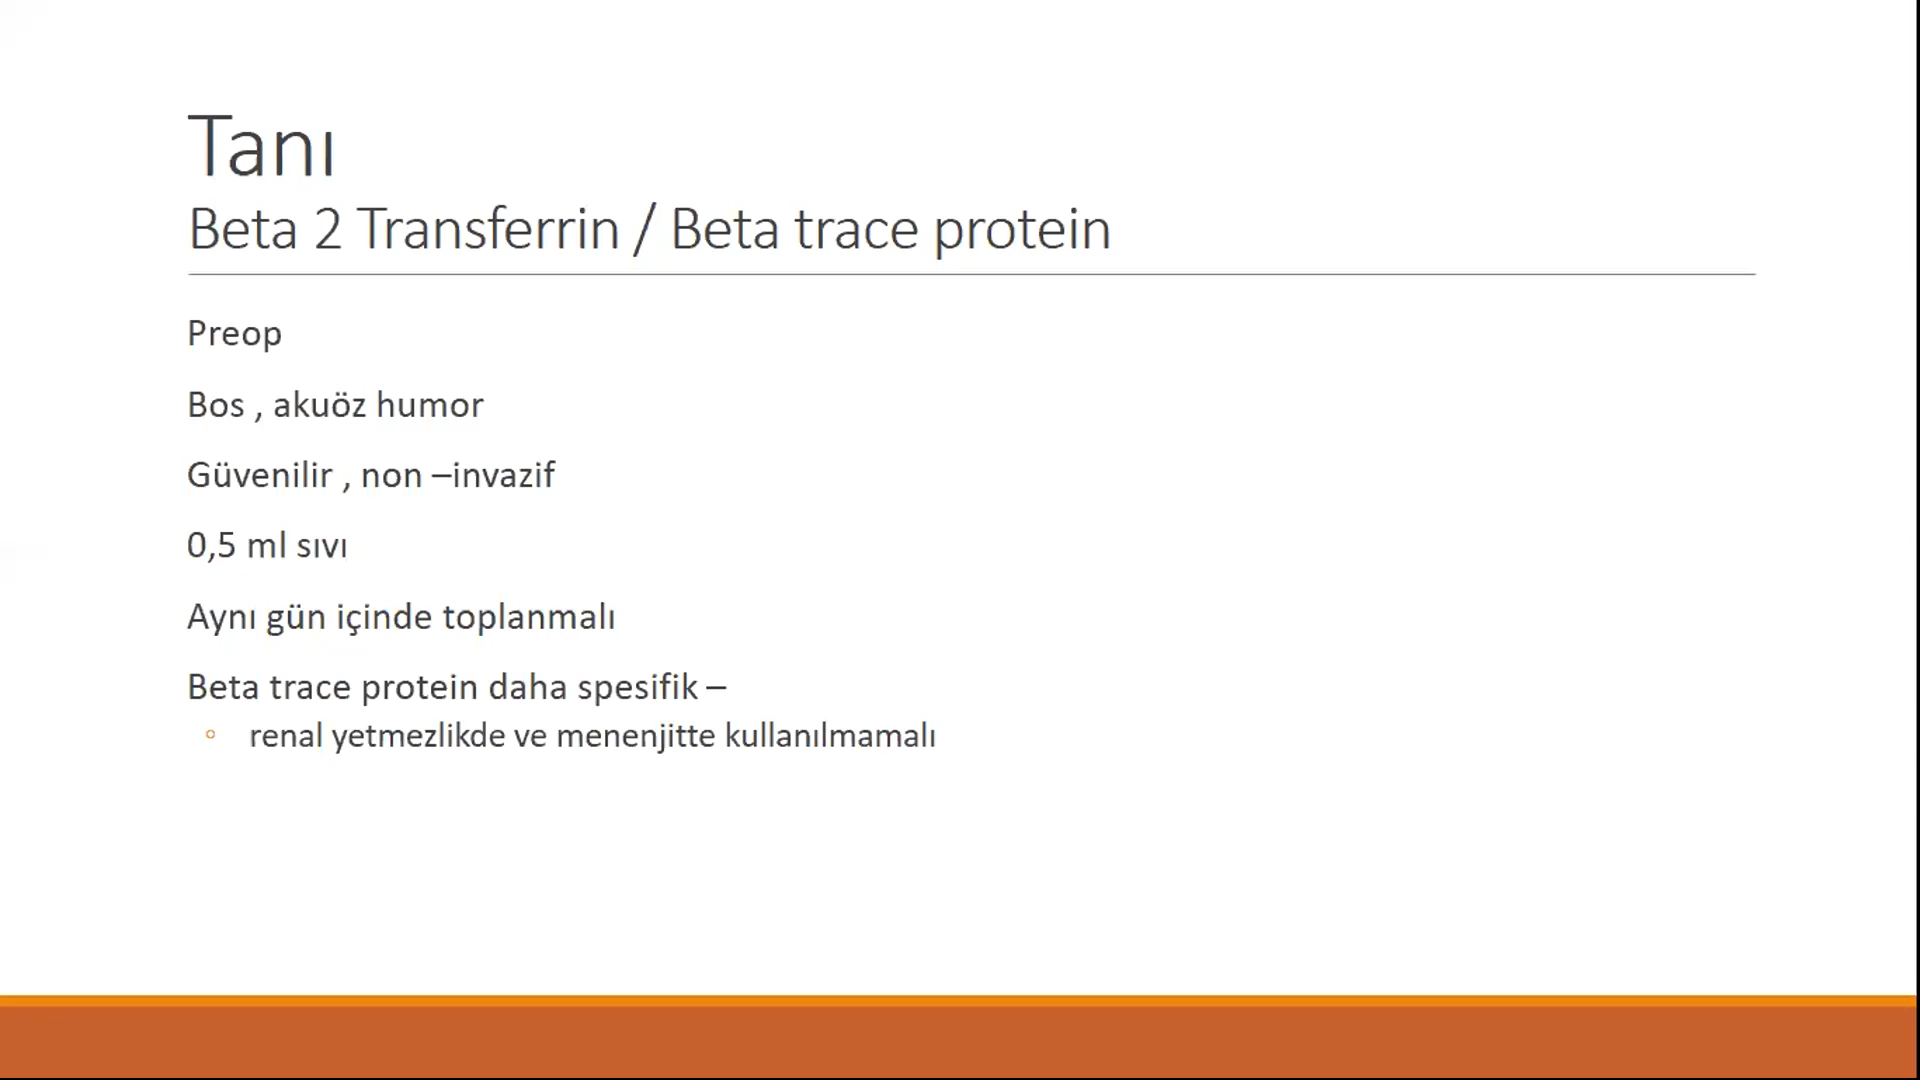 Tanı
Beta 2 Transferrin / Beta trace protein
Preop
Bos , akuöz humor
Güvenilir , non –invazif
0,5 ml sıvı
Aynı gün içinde toplanmalı
Beta trace protein daha spesifik –
◦ renal yetmezlikde ve menenjitte kullanılmamalı